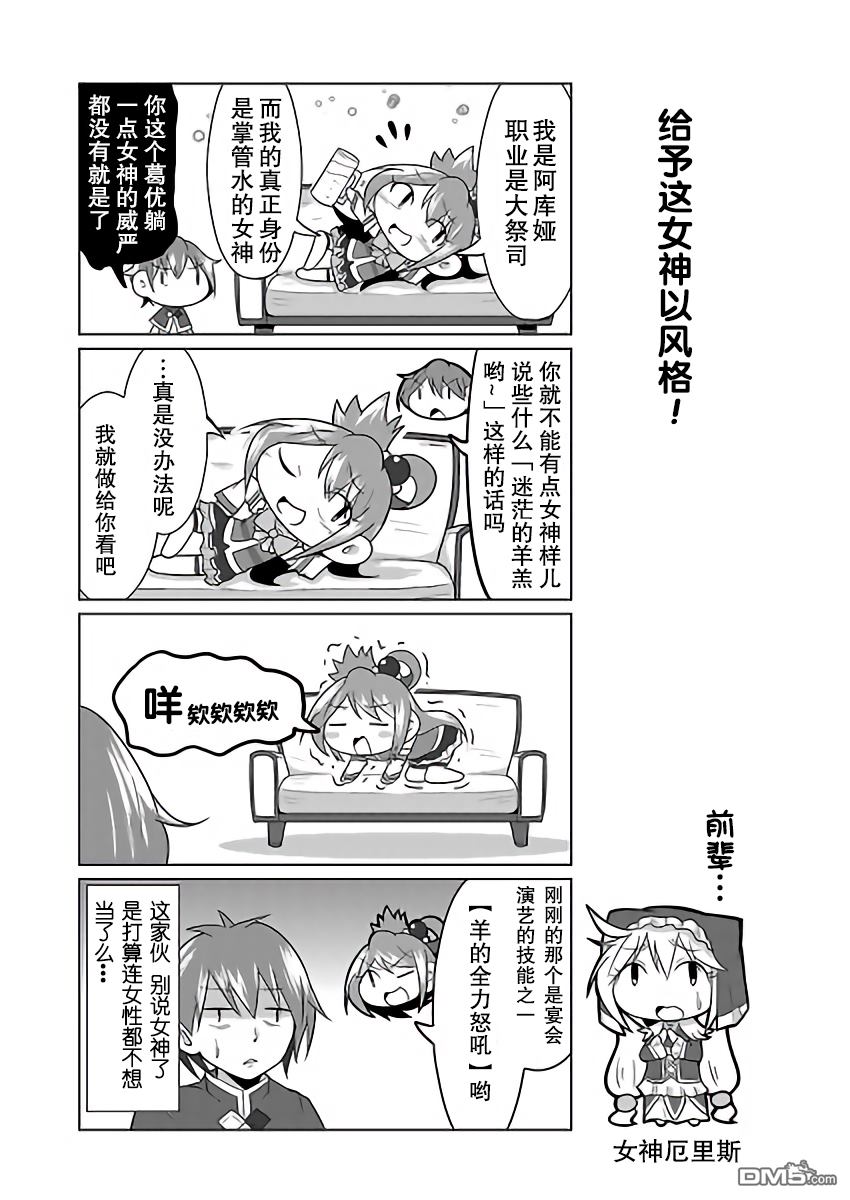 给予这女神以风格！
我是阿库娅
职业是大祭司
而我的真正身份
是掌管水的女神
你这个葛优躺
一点女神的威严
都没有就是了
你就不能有点女神样儿
说些什么「迷茫的羊羔
哟~」这样的话吗
…真是没办法呢
我就做给你看吧
咩欸欸欸欸
刚刚的那个是宴会
演艺的技能之一
【羊的全力怒吼】哟
这家伙 别说女神了
是打算连女性都不想
当了么…
前辈…
女神厄里斯
DM5.com